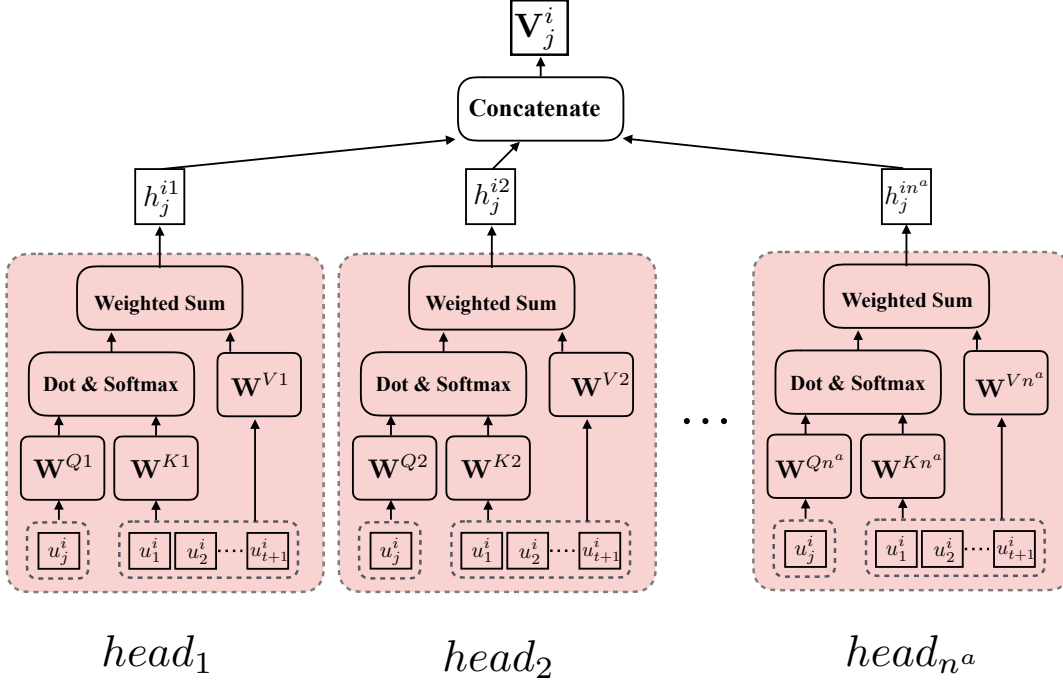 V_j^i
Concatenate
h_j^{i1} h_j^{i2} h_j^{in^a}
Weighted Sum Weighted Sum Weighted Sum
Dot & Softmax W^{V1} Dot & Softmax W^{V2} Dot & Softmax W^{Vn^a}
...
W^{Q1} W^{K1} W^{Q2} W^{K2} W^{Qn^a} W^{Kn^a}
u_j^i u_1^i u_2^i ..... u_{t+1}^i u_j^i u_1^i u_2^i ..... u_{t+1}^i u_j^i u_1^i u_2^i ..... u_{t+1}^i
head_1 head_2 head_{n^a}